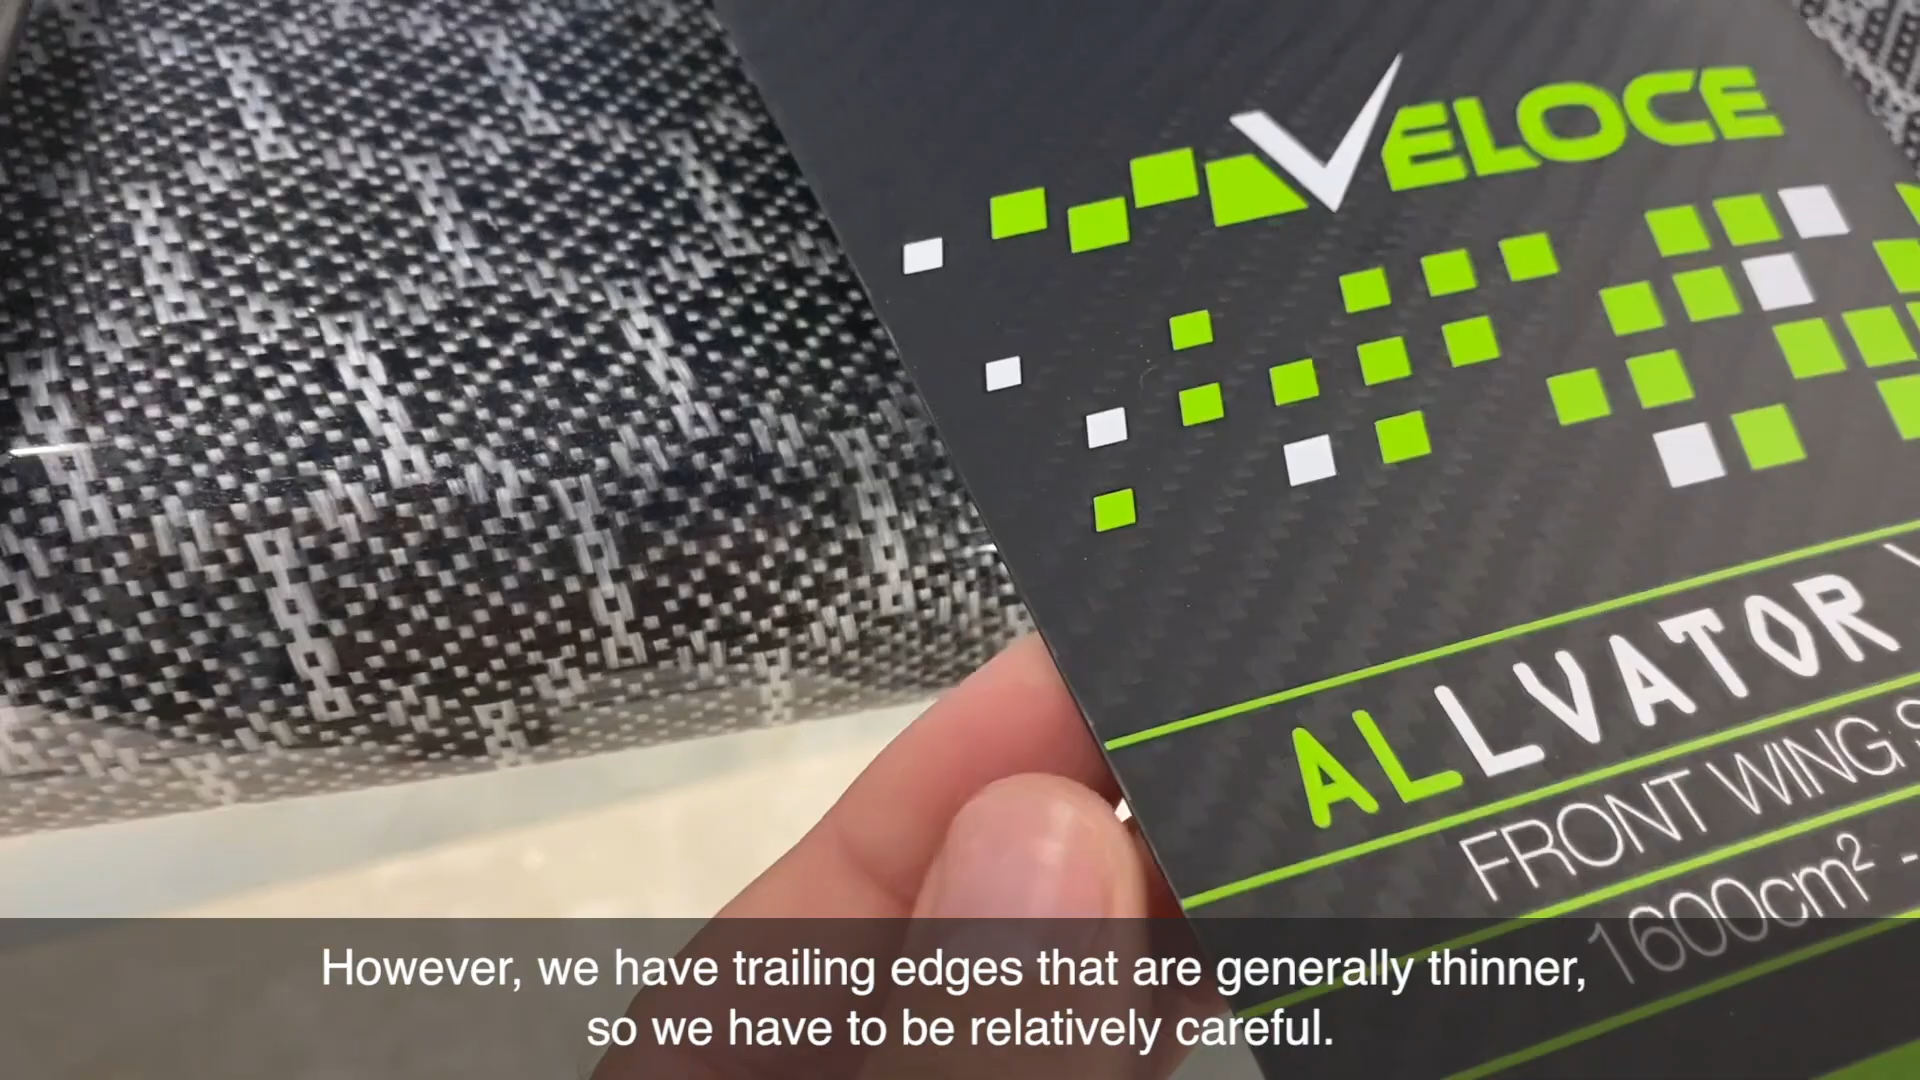 VELOCE
ALLVATOR
FRONT WING
1600cm² -
However, we have trailing edges that are generally thinner,
so we have to be relatively careful.